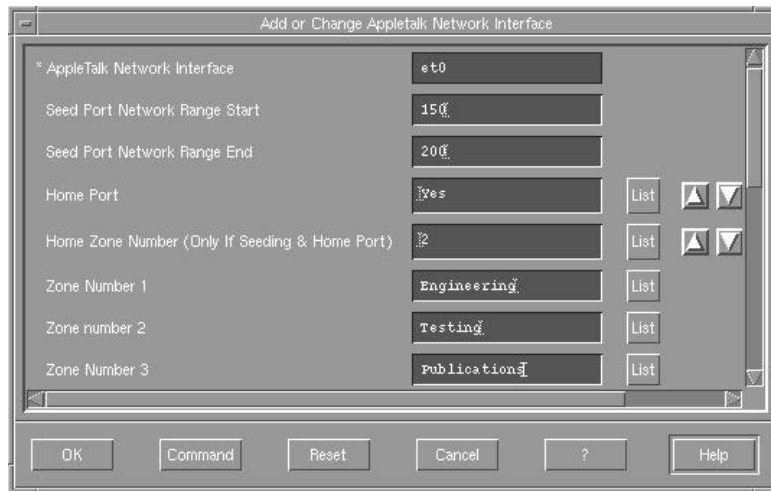 Add or Change Appletalk Network Interface
* AppleTalk Network Interface et0
Seed Port Network Range Start 150
Seed Port Network Range End 200
Home Port Yes List
Home Zone Number (Only If Seeding & Home Port) 2 List
Zone Number 1 Engineering List
Zone number 2 Testing List
Zone Number 3 Publications List
OK Command Reset Cancel ? Help